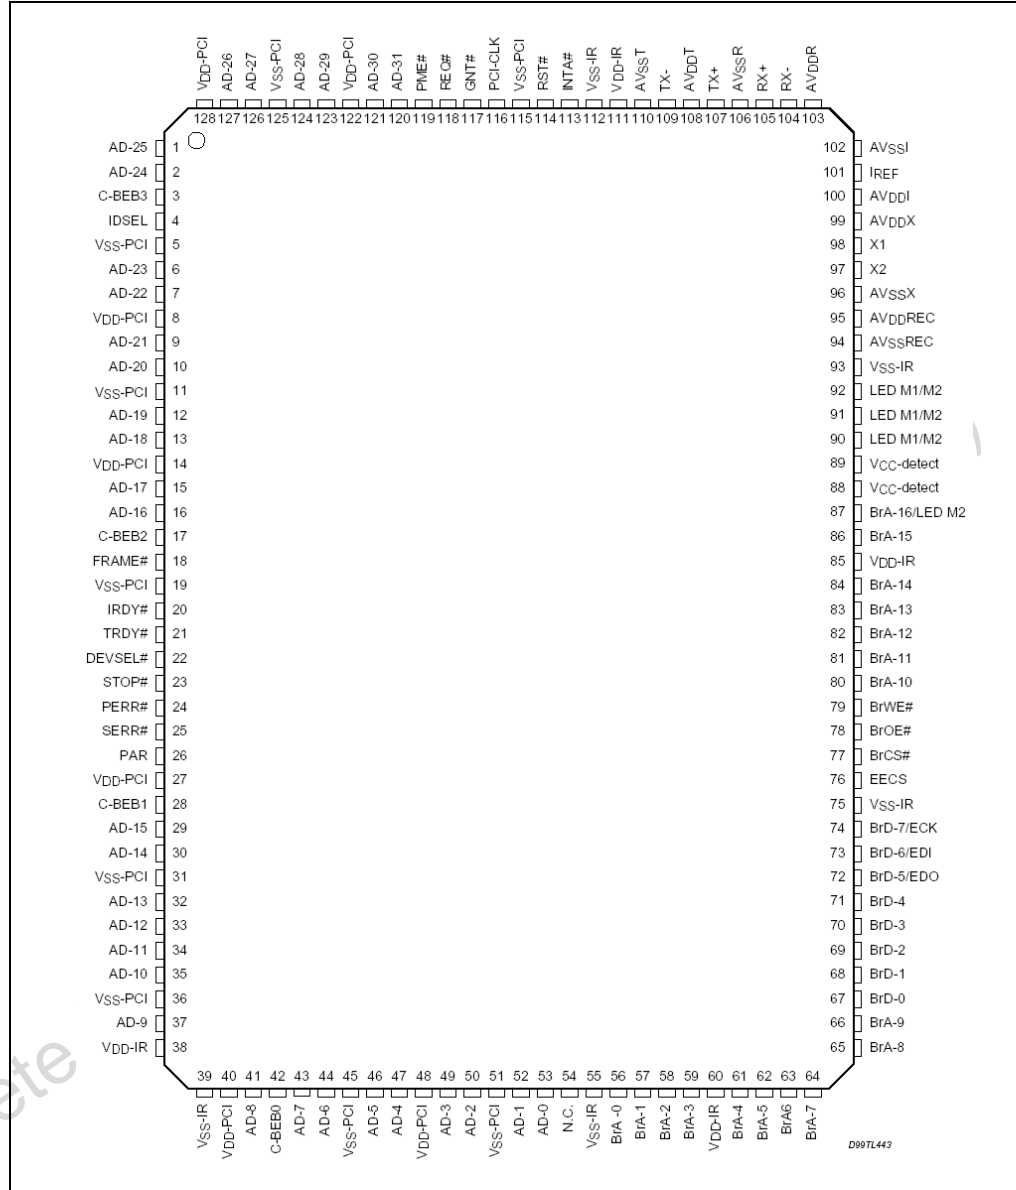 VDD-PCI AD-26 AD-27 VSS-PCI AD-28 AD-29 VDD-PCI AD-30 AD-31 PME# REQ# GNT# PCI-CLK VSS-PCI RST# INTA# VSS-IR VDD-IR AVSST TX- AVDDT TX+ AVSSR RX+ RX- AVDDR
128 127 126 125 124 123 122 121 120 119 118 117 116 115 114 113 112 111 110 109 108 107 106 105 104 103
AD-25 1 102 AVSSI
AD-24 2 101 IREF
C-BEB3 3 100 AVDDI
IDSEL 4 99 AVDDX
VSS-PCI 5 98 X1
AD-23 6 97 X2
AD-22 7 96 AVSSX
VDD-PCI 8 95 AVDDREC
AD-21 9 94 AVSSREC
AD-20 10 93 VSS-IR
VSS-PCI 11 92 LED M1/M2
AD-19 12 91 LED M1/M2
AD-18 13 90 LED M1/M2
VDD-PCI 14 89 VCC-detect
AD-17 15 88 VCC-detect
AD-16 16 87 BrA-16/LED M2
C-BEB2 17 86 BrA-15
FRAME# 18 85 VDD-IR
VSS-PCI 19 84 BrA-14
IRDY# 20 83 BrA-13
TRDY# 21 82 BrA-12
DEVSEL# 22 81 BrA-11
STOP# 23 80 BrA-10
PERR# 24 79 BrWE#
SERR# 25 78 BrOE#
PAR 26 77 BrCS#
VDD-PCI 27 76 EECS
C-BEB1 28 75 VSS-IR
AD-15 29 74 BrD-7/ECK
AD-14 30 73 BrD-6/EDI
VSS-PCI 31 72 BrD-5/EDO
AD-13 32 71 BrD-4
AD-12 33 70 BrD-3
AD-11 34 69 BrD-2
AD-10 35 68 BrD-1
VSS-PCI 36 67 BrD-0
AD-9 37 66 BrA-9
VDD-IR 38 65 BrA-8
39 40 41 42 43 44 45 46 47 48 49 50 51 52 53 54 55 56 57 58 59 60 61 62 63 64
VSS-IR VDD-PCI AD-8 C-BEB0 AD-7 AD-6 VSS-PCI AD-5 AD-4 VDD-PCI AD-3 AD-2 VSS-PCI AD-1 AD-0 N.C. VSS-IR BrA -0 BrA-1 BrA-2 BrA-3 VDD-IR BrA-4 BrA-5 BrA6 BrA-7
D99TL443